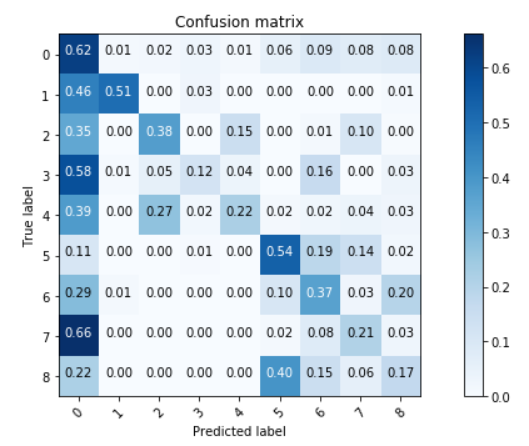 Confusion matrix
0 0.62 0.01 0.02 0.03 0.01 0.06 0.09 0.08 0.08
1 0.46 0.51 0.00 0.03 0.00 0.00 0.00 0.00 0.01
2 0.35 0.00 0.38 0.00 0.15 0.00 0.01 0.10 0.00
3 0.58 0.01 0.05 0.12 0.04 0.00 0.16 0.00 0.03
4 0.39 0.00 0.27 0.02 0.22 0.02 0.02 0.04 0.03
5 0.11 0.00 0.00 0.01 0.00 0.54 0.19 0.14 0.02
6 0.29 0.01 0.00 0.00 0.00 0.10 0.37 0.03 0.20
7 0.66 0.00 0.00 0.00 0.00 0.02 0.08 0.21 0.03
8 0.22 0.00 0.00 0.00 0.00 0.40 0.15 0.06 0.17
0 1 2 3 4 5 6 7 8
True label
Predicted label
0.6
0.5
0.4
0.3
0.2
0.1
0.0